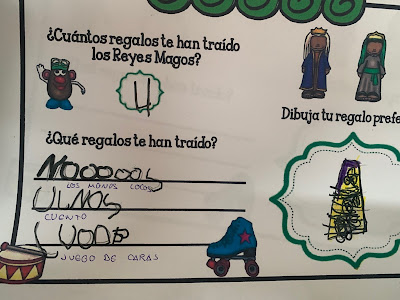 ¿Cuántos regalos te han traído
los Reyes Magos?
4
Dibuja tu regalo prefe
¿Qué regalos te han traído?
LOS MONOS LOCOS
CUENTO
JUEGO DE CARAS